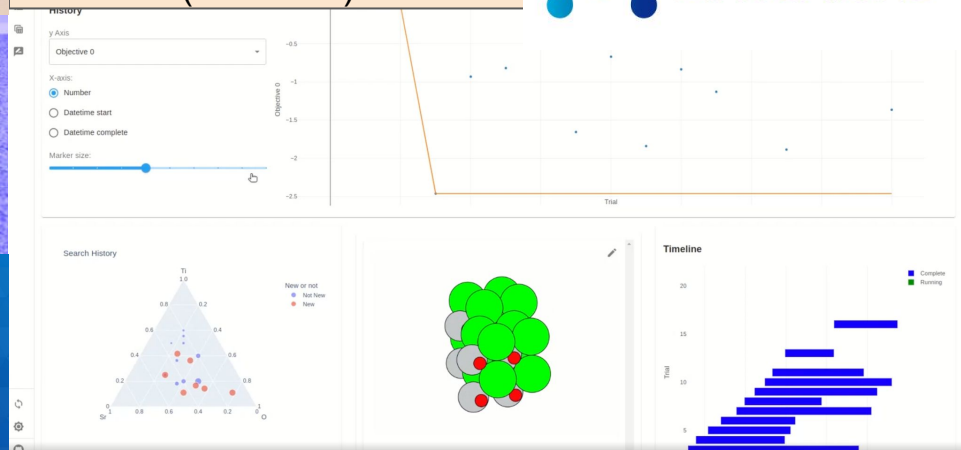 History
y Axis
Objective 0
X-axis:
Number
Datetime start
Datetime complete
Marker size:
−0.5
−1
−1.5
−2
−2.5
Objective 0
Trial
Search History
Ti
1 0
0.8
0.2
0.6
0.4
0.4
0.6
0.2
0.8
0
1
Sr
1
0.8
0.6
0.4
0.2
0
O
New or not
Not New
New
Timeline
Complete
Running
20
15
10
5
Trial